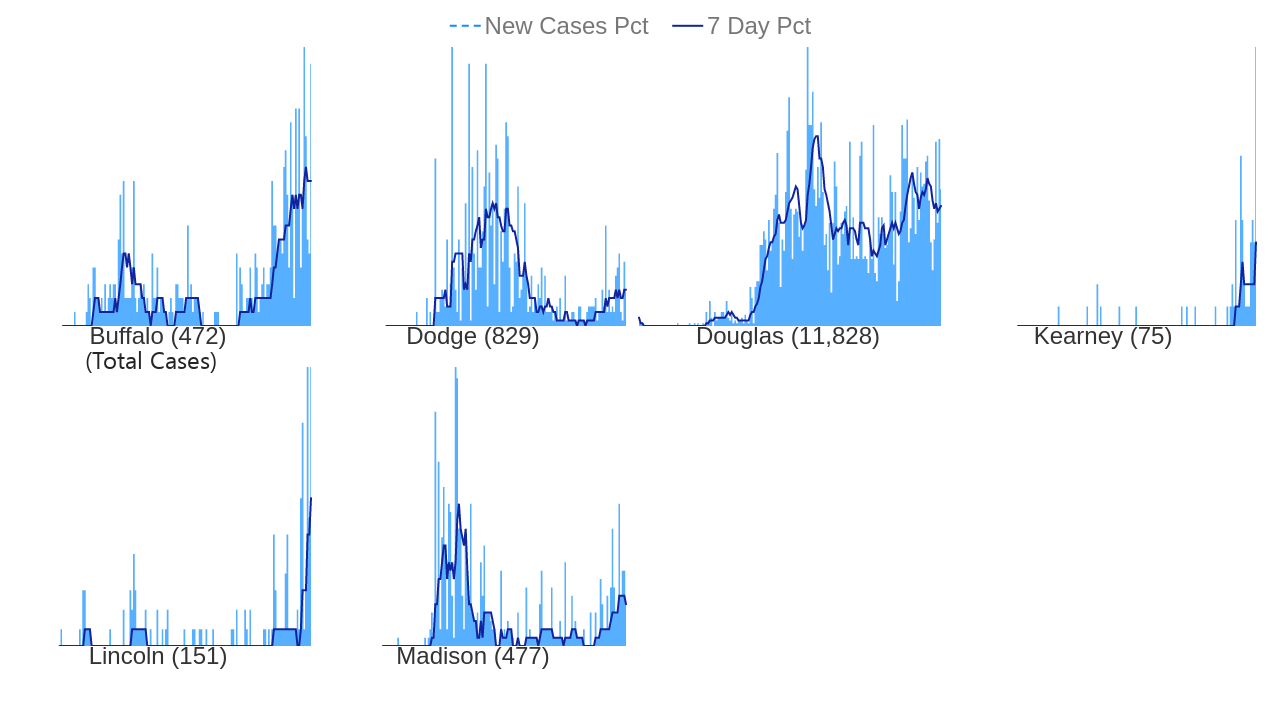 New Cases Pct 7 Day Pct
Buffalo (472)
(Total Cases)
Dodge (829)
Douglas (11,828)
Kearney (75)
Lincoln (151)
Madison (477)